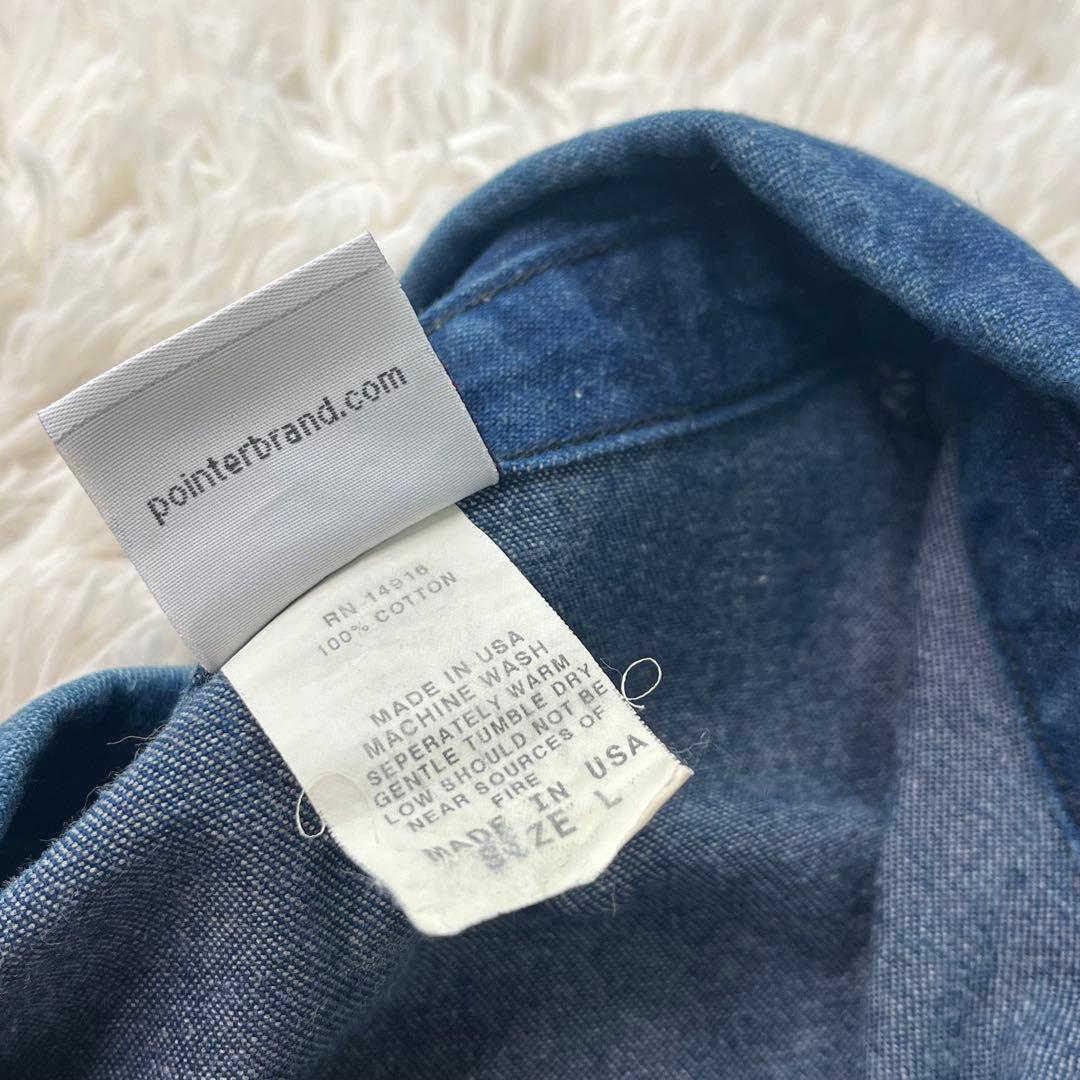 pointerbrand.com
RN 14916
100% COTTON
MADE IN USA
MACHINE WASH
SEPERATELY WARM
GENTLE TUMBLE DRY
LOW SHOULD NOT BE
NEAR SOURCES OF
FIRE
MADE IN USA
SIZE L